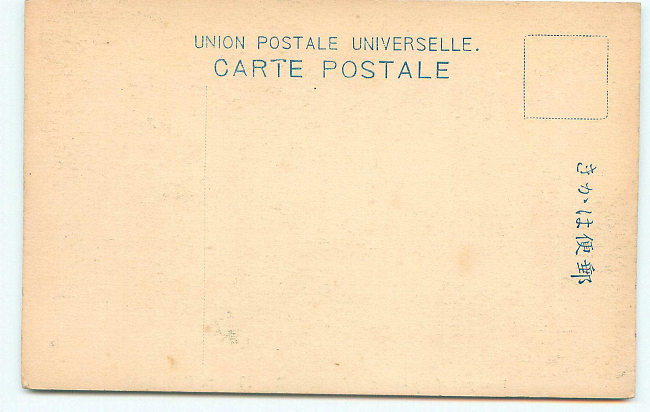 UNION POSTALE UNIVERSELLE.
CARTE POSTALE
きかは便郵